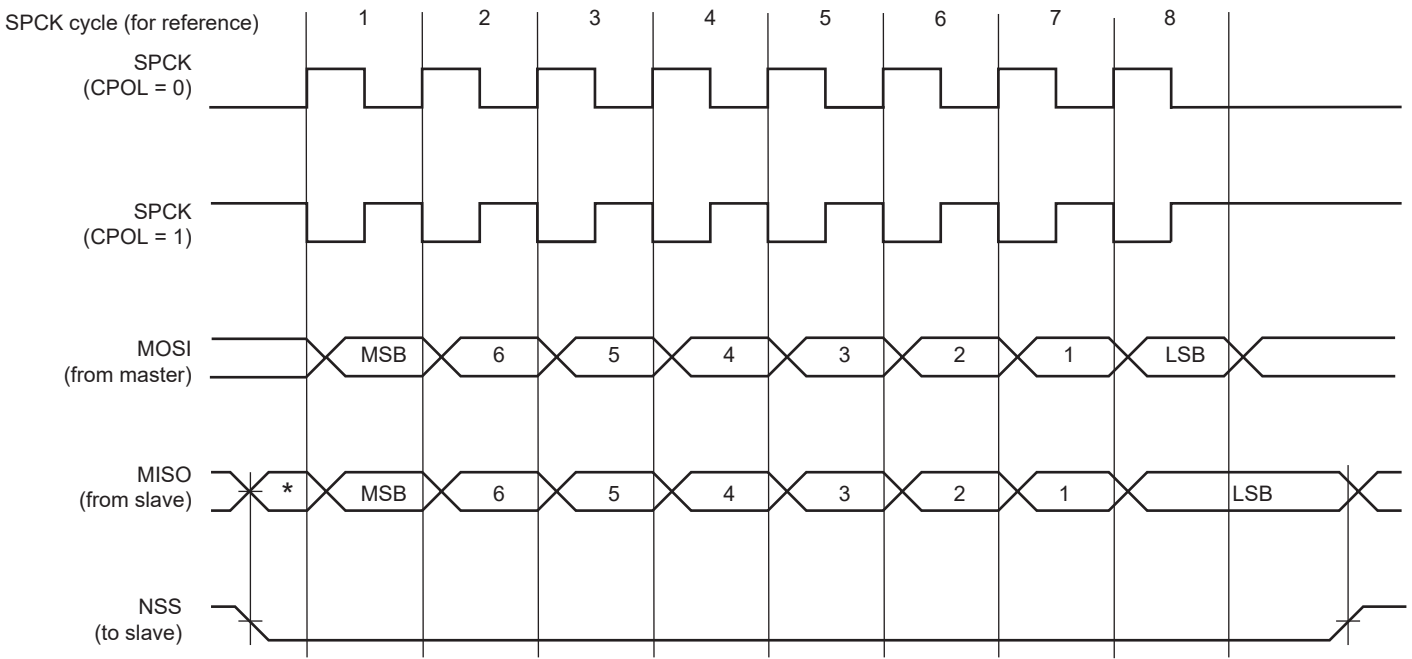 SPCK cycle (for reference) 1 2 3 4 5 6 7 8
SPCK
(CPOL = 0)
SPCK
(CPOL = 1)
MOSI
(from master)
MSB 6 5 4 3 2 1 LSB
MISO
(from slave)
* MSB 6 5 4 3 2 1 LSB
NSS
(to slave)